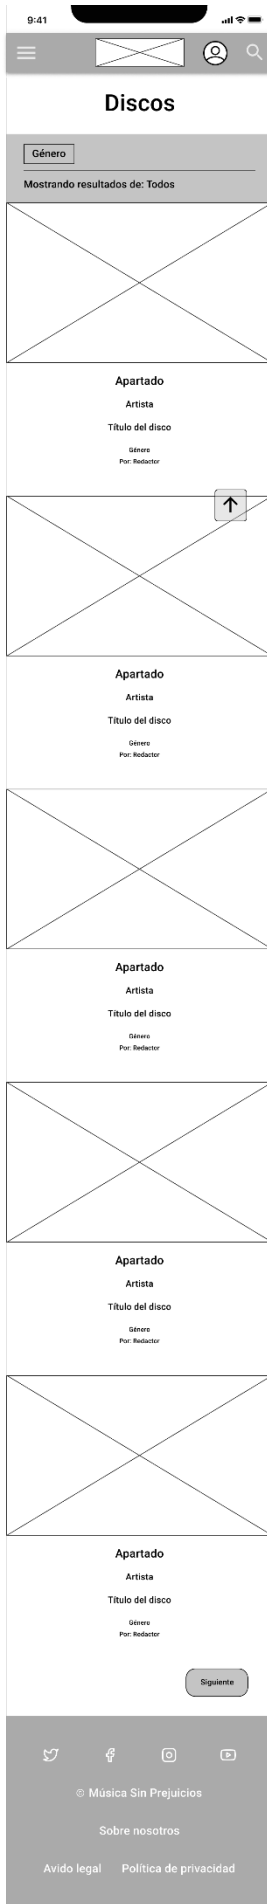 9:41
Discos
Género
Mostrando resultados de: Todos
Apartado
Artista
Título del disco
Género
Por: Redactor
Apartado
Artista
Título del disco
Género
Por: Redactor
Apartado
Artista
Título del disco
Género
Por: Redactor
Apartado
Artista
Título del disco
Género
Por: Redactor
Apartado
Artista
Título del disco
Género
Por: Redactor
Siguiente
© Música Sin Prejuicios
Sobre nosotros
Avido legal Política de privacidad